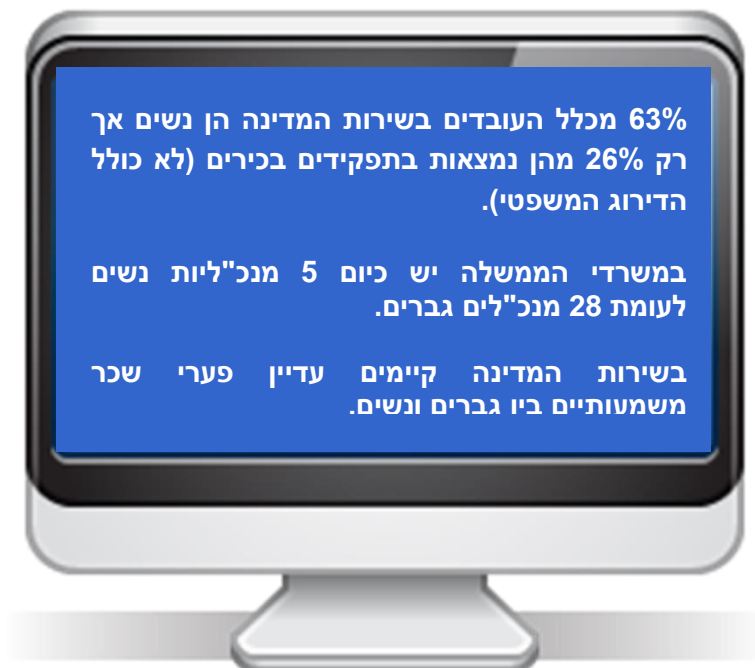 63% מכלל העובדים בשירות המדינה הן נשים אך
רק 26% מהן נמצאות בתפקידים בכירים (לא כולל
הדירוג המשפטי).
במשרדי הממשלה יש כיום 5 מנכ"ליות נשים
לעומת 28 מנכ"לים גברים.
בשירות המדינה קיימים עדיין פערי שכר
משמעותיים ביו גברים ונשים.